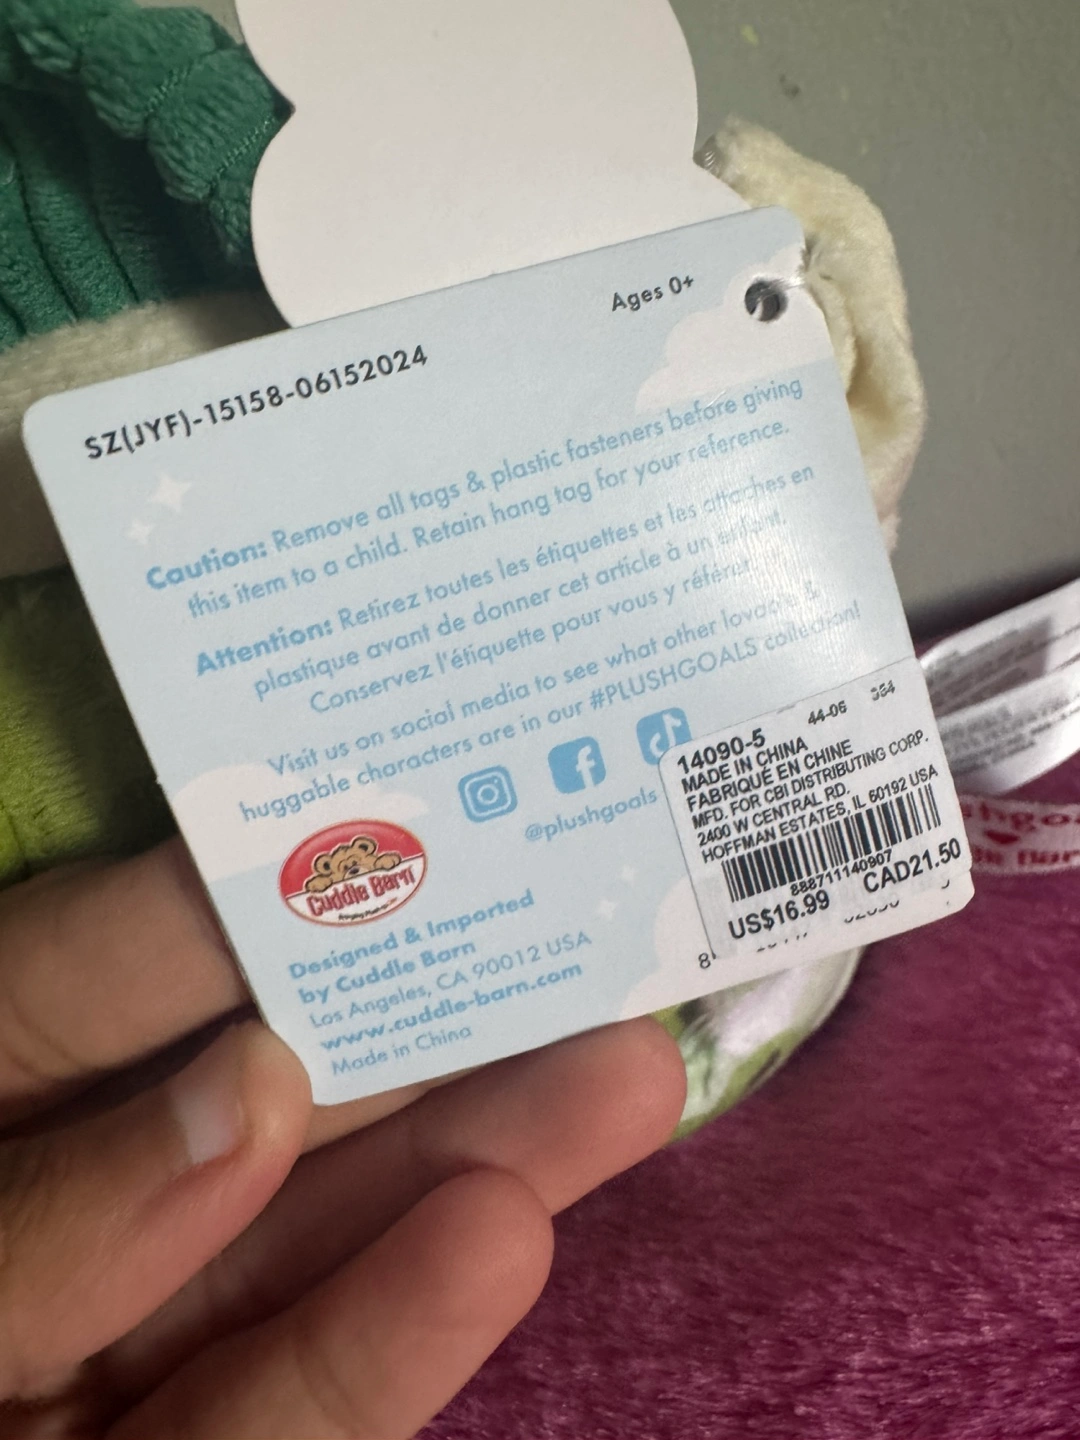 Ages 0+
SZ(JYF)-15158-06152024
Caution: Remove all tags & plastic fasteners before giving
this item to a child. Retain hang tag for your reference.
Attention: Retirez toutes les étiquettes et les attaches en
plastique avant de donner cet article à un enfant.
Conservez l'étiquette pour vous y référer.
Visit us on social media to see what other lovable &
huggable characters are in our #PLUSHGOALS collection!
@plushgoals
Cuddle Barn
Designed & Imported
by Cuddle Barn
Los Angeles, CA 90012 USA
www.cuddle-barn.com
Made in China
44-06
14090-5
MADE IN CHINA
FABRIQUÉ EN CHINE
MFD. FOR CBI DISTRIBUTING CORP.
2400 W CENTRAL RD.
HOFFMAN ESTATES, IL 60192 USA
888711140907
US$16.99 CAD21.50
8